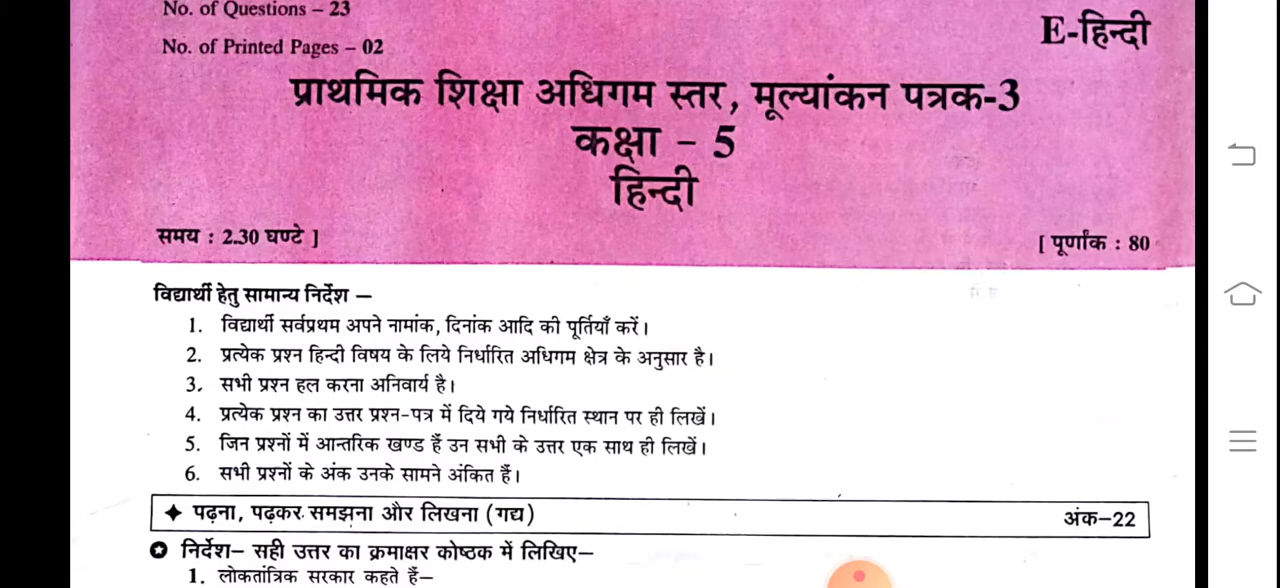 No. of Questions – 23
No. of Printed Pages – 02
E-हिन्दी
प्राथमिक शिक्षा अधिगम स्तर, मूल्यांकन पत्रक-3
कक्षा - 5
हिन्दी
समय : 2.30 घण्टे ]
[ पूर्णांक : 80
विद्यार्थी हेतु सामान्य निर्देश –
1. विद्यार्थी सर्वप्रथम अपने नामांक, दिनांक आदि की पूर्तियाँ करें।
2. प्रत्येक प्रश्न हिन्दी विषय के लिये निर्धारित अधिगम क्षेत्र के अनुसार है।
3. सभी प्रश्न हल करना अनिवार्य है।
4. प्रत्येक प्रश्न का उत्तर प्रश्न-पत्र में दिये गये निर्धारित स्थान पर ही लिखें।
5. जिन प्रश्नों में आन्तरिक खण्ड हैं उन सभी के उत्तर एक साथ ही लिखें।
6. सभी प्रश्नों के अंक उनके सामने अंकित हैं।
✦ पढ़ना, पढ़कर समझना और लिखना (गद्य)
अंक–22
✪ निर्देश– सही उत्तर का क्रमाक्षर कोष्ठक में लिखिए–
1. लोकतांत्रिक सरकार कहते हैं–